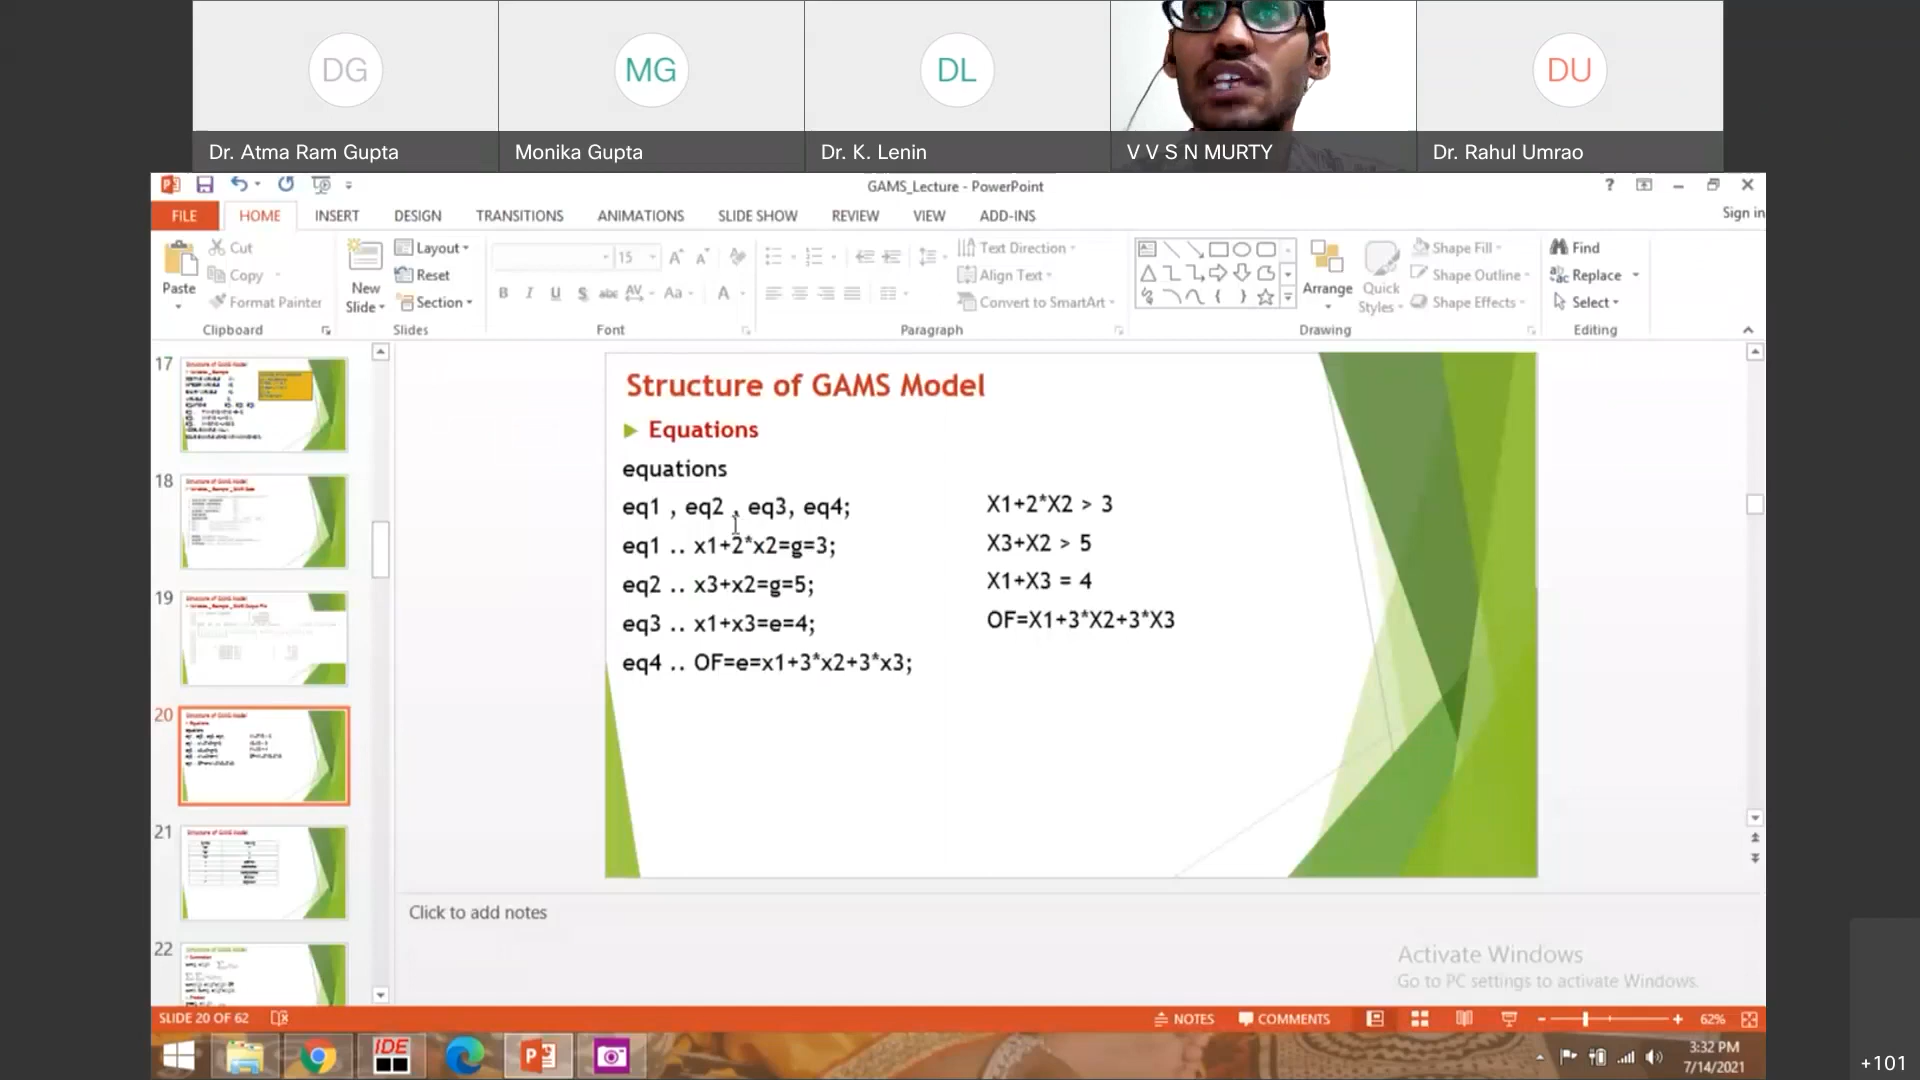 DG
MG
DL
DU
Dr. Atma Ram Gupta
Monika Gupta
Dr. K. Lenin
V V S N MURTY
Dr. Rahul Umrao
GAMS_Lecture - PowerPoint
FILE HOME INSERT DESIGN TRANSITIONS ANIMATIONS SLIDE SHOW REVIEW VIEW ADD-INS Sign in
Paste
Cut
Copy
Format Painter
Clipboard
New
Slide
Layout
Reset
Section
Slides
15
Font
Text Direction
Align Text
Convert to SmartArt
Paragraph
Arrange
Quick
Styles
Shape Fill
Shape Outline
Shape Effects
Drawing
Find
Replace
Select
Editing
17
18
19
20
21
22
Structure of GAMS Model
Equations
equations
eq1 , eq2 , eq3, eq4;
eq1 .. x1+2*x2=g=3;
eq2 .. x3+x2=g=5;
eq3 .. x1+x3=e=4;
eq4 .. OF=e=x1+3*x2+3*x3;
X1+2*X2 > 3
X3+X2 > 5
X1+X3 = 4
OF=X1+3*X2+3*X3
Click to add notes
Activate Windows
Go to PC settings to activate Windows.
SLIDE 20 OF 62
NOTES
COMMENTS
62%
IDE
3:32 PM
7/14/2021
+101